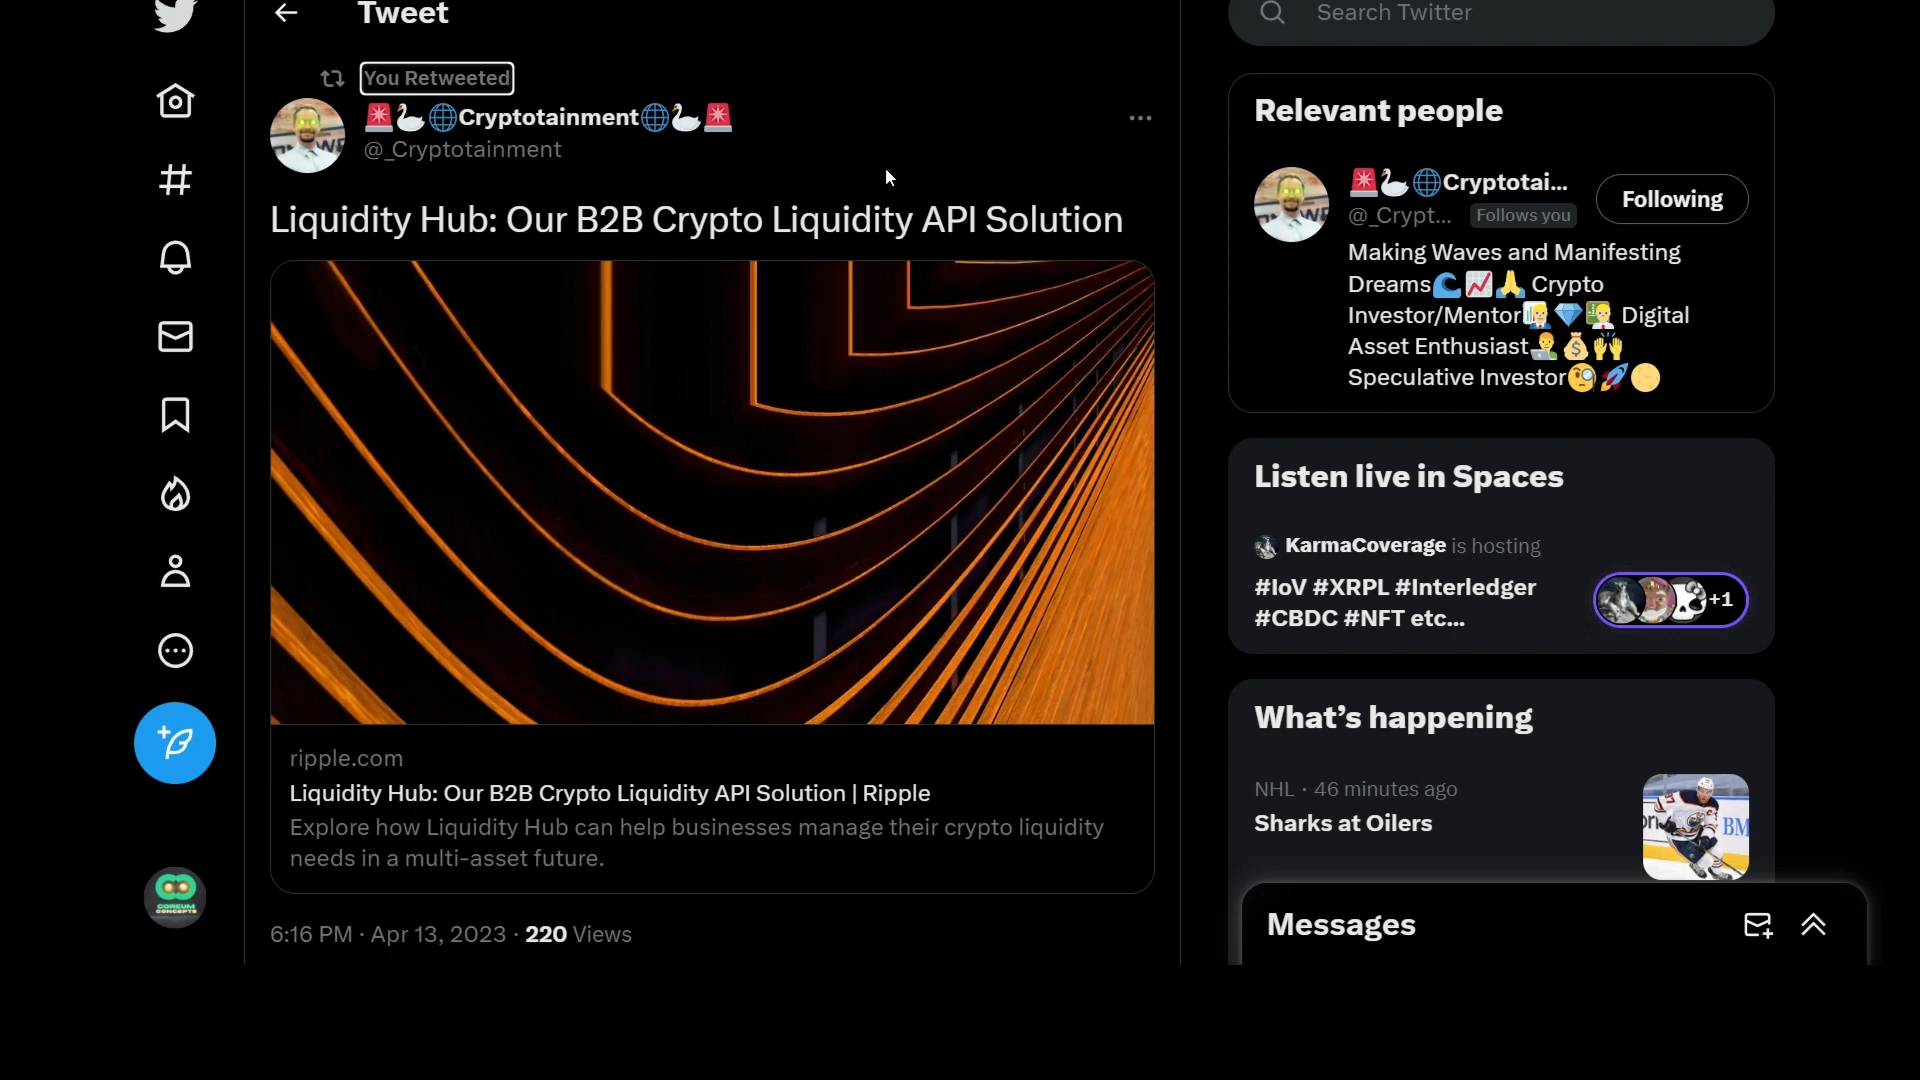 Tweet
You Retweeted
🚨🦢🌐Cryptotainment🌐🦢🚨
@_Cryptotainment
Liquidity Hub: Our B2B Crypto Liquidity API Solution
ripple.com
Liquidity Hub: Our B2B Crypto Liquidity API Solution | Ripple
Explore how Liquidity Hub can help businesses manage their crypto liquidity
needs in a multi-asset future.
6:16 PM · Apr 13, 2023 · 220 Views
COREUM
CONCEPTS
Search Twitter
Relevant people
🚨🦢🌐Cryptotai...
@_Crypt... Follows you
Following
Making Waves and Manifesting
Dreams🌊📈🙏 Crypto
Investor/Mentor👨🏼‍💼💎👨🏼‍🏫 Digital
Asset Enthusiast👨‍💻💰🙌
Speculative Investor🧐🚀🌕
Listen live in Spaces
KarmaCoverage is hosting
#IoV #XRPL #Interledger
#CBDC #NFT etc...
+1
What's happening
NHL · 46 minutes ago
Sharks at Oilers
BM
Messages